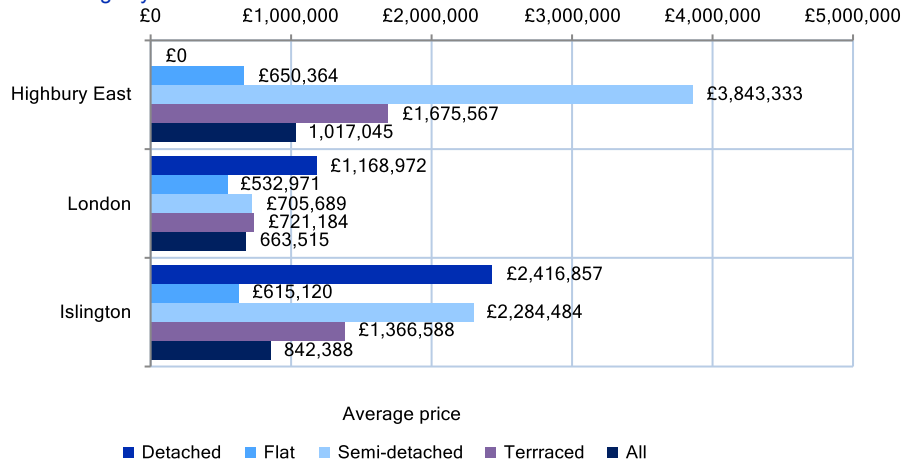 £0 £1,000,000 £2,000,000 £3,000,000 £4,000,000 £5,000,000
£0
£650,364
Highbury East £3,843,333
£1,675,567
1,017,045
£1,168,972
£532,971
London £705,689
£721,184
663,515
£2,416,857
£615,120
Islington £2,284,484
£1,366,588
842,388
Average price
Detached Flat Semi-detached Terrraced All